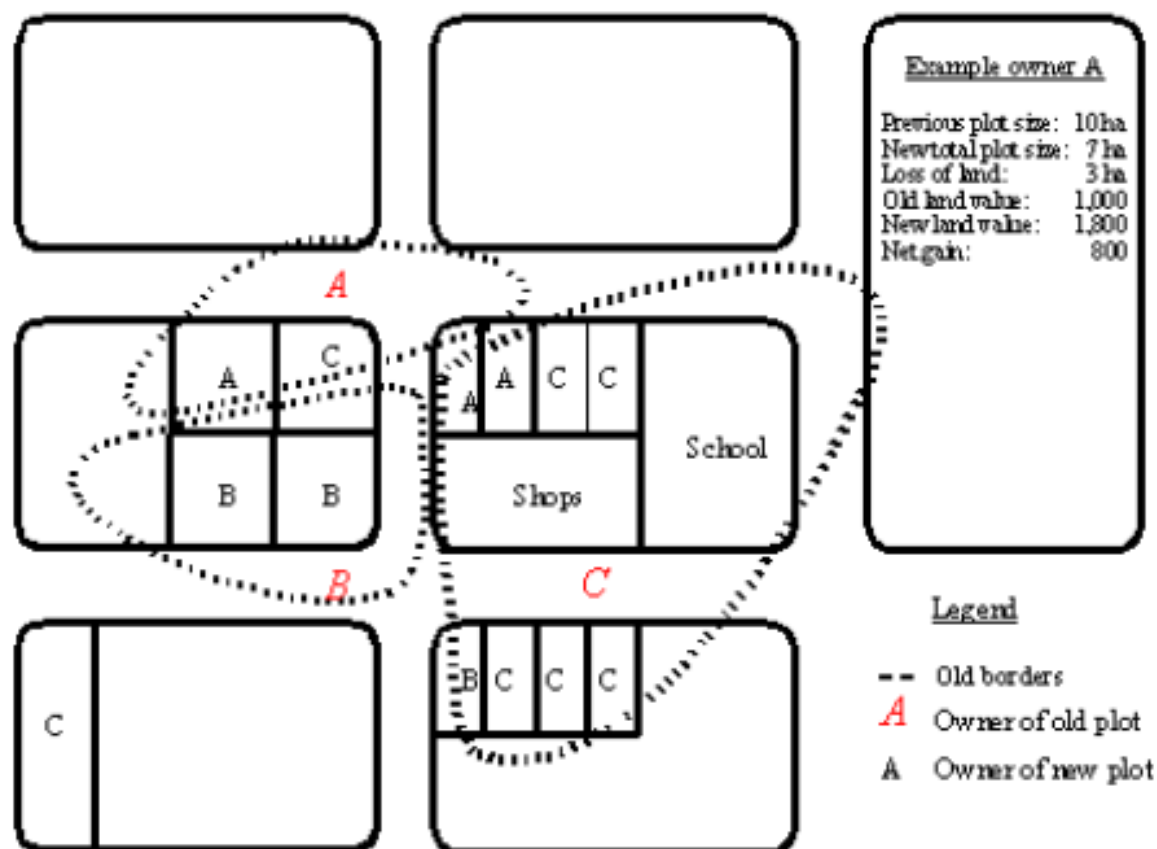 Example owner A
Previous plot size: 10 ha
New total plot size: 7 ha
Loss of land: 3 ha
Old land value: 1,000
New land value: 1,800
Net gain: 800
A
A C
A A C C
School
B B
Shops
B
C
B C C C
C
Legend
Old borders
A Owner of old plot
A Owner of new plot